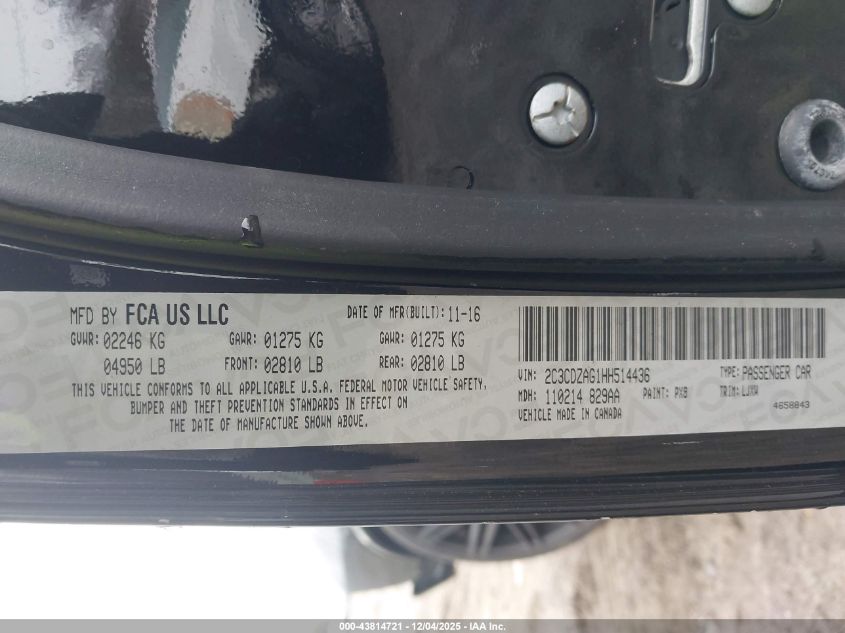 MFD BY FCA US LLC
DATE OF MFR(BUILT): 11-16
GVWR: 02246 KG
GAWR: 01275 KG
GAWR: 01275 KG
04950 LB
FRONT: 02810 LB
REAR: 02810 LB
THIS VEHICLE CONFORMS TO ALL APPLICABLE U.S.A. FEDERAL MOTOR VEHICLE SAFETY,
BUMPER AND THEFT PREVENTION STANDARDS IN EFFECT ON
THE DATE OF MANUFACTURE SHOWN ABOVE.
VIN: 2C3CDZAG1HH514436
TYPE: PASSENGER CAR
MDH: 110214 829AA
PAINT: PX8
TRIM: LJXW
VEHICLE MADE IN CANADA
4658843
000-43814721 - 12/04/2025 - IAA Inc.